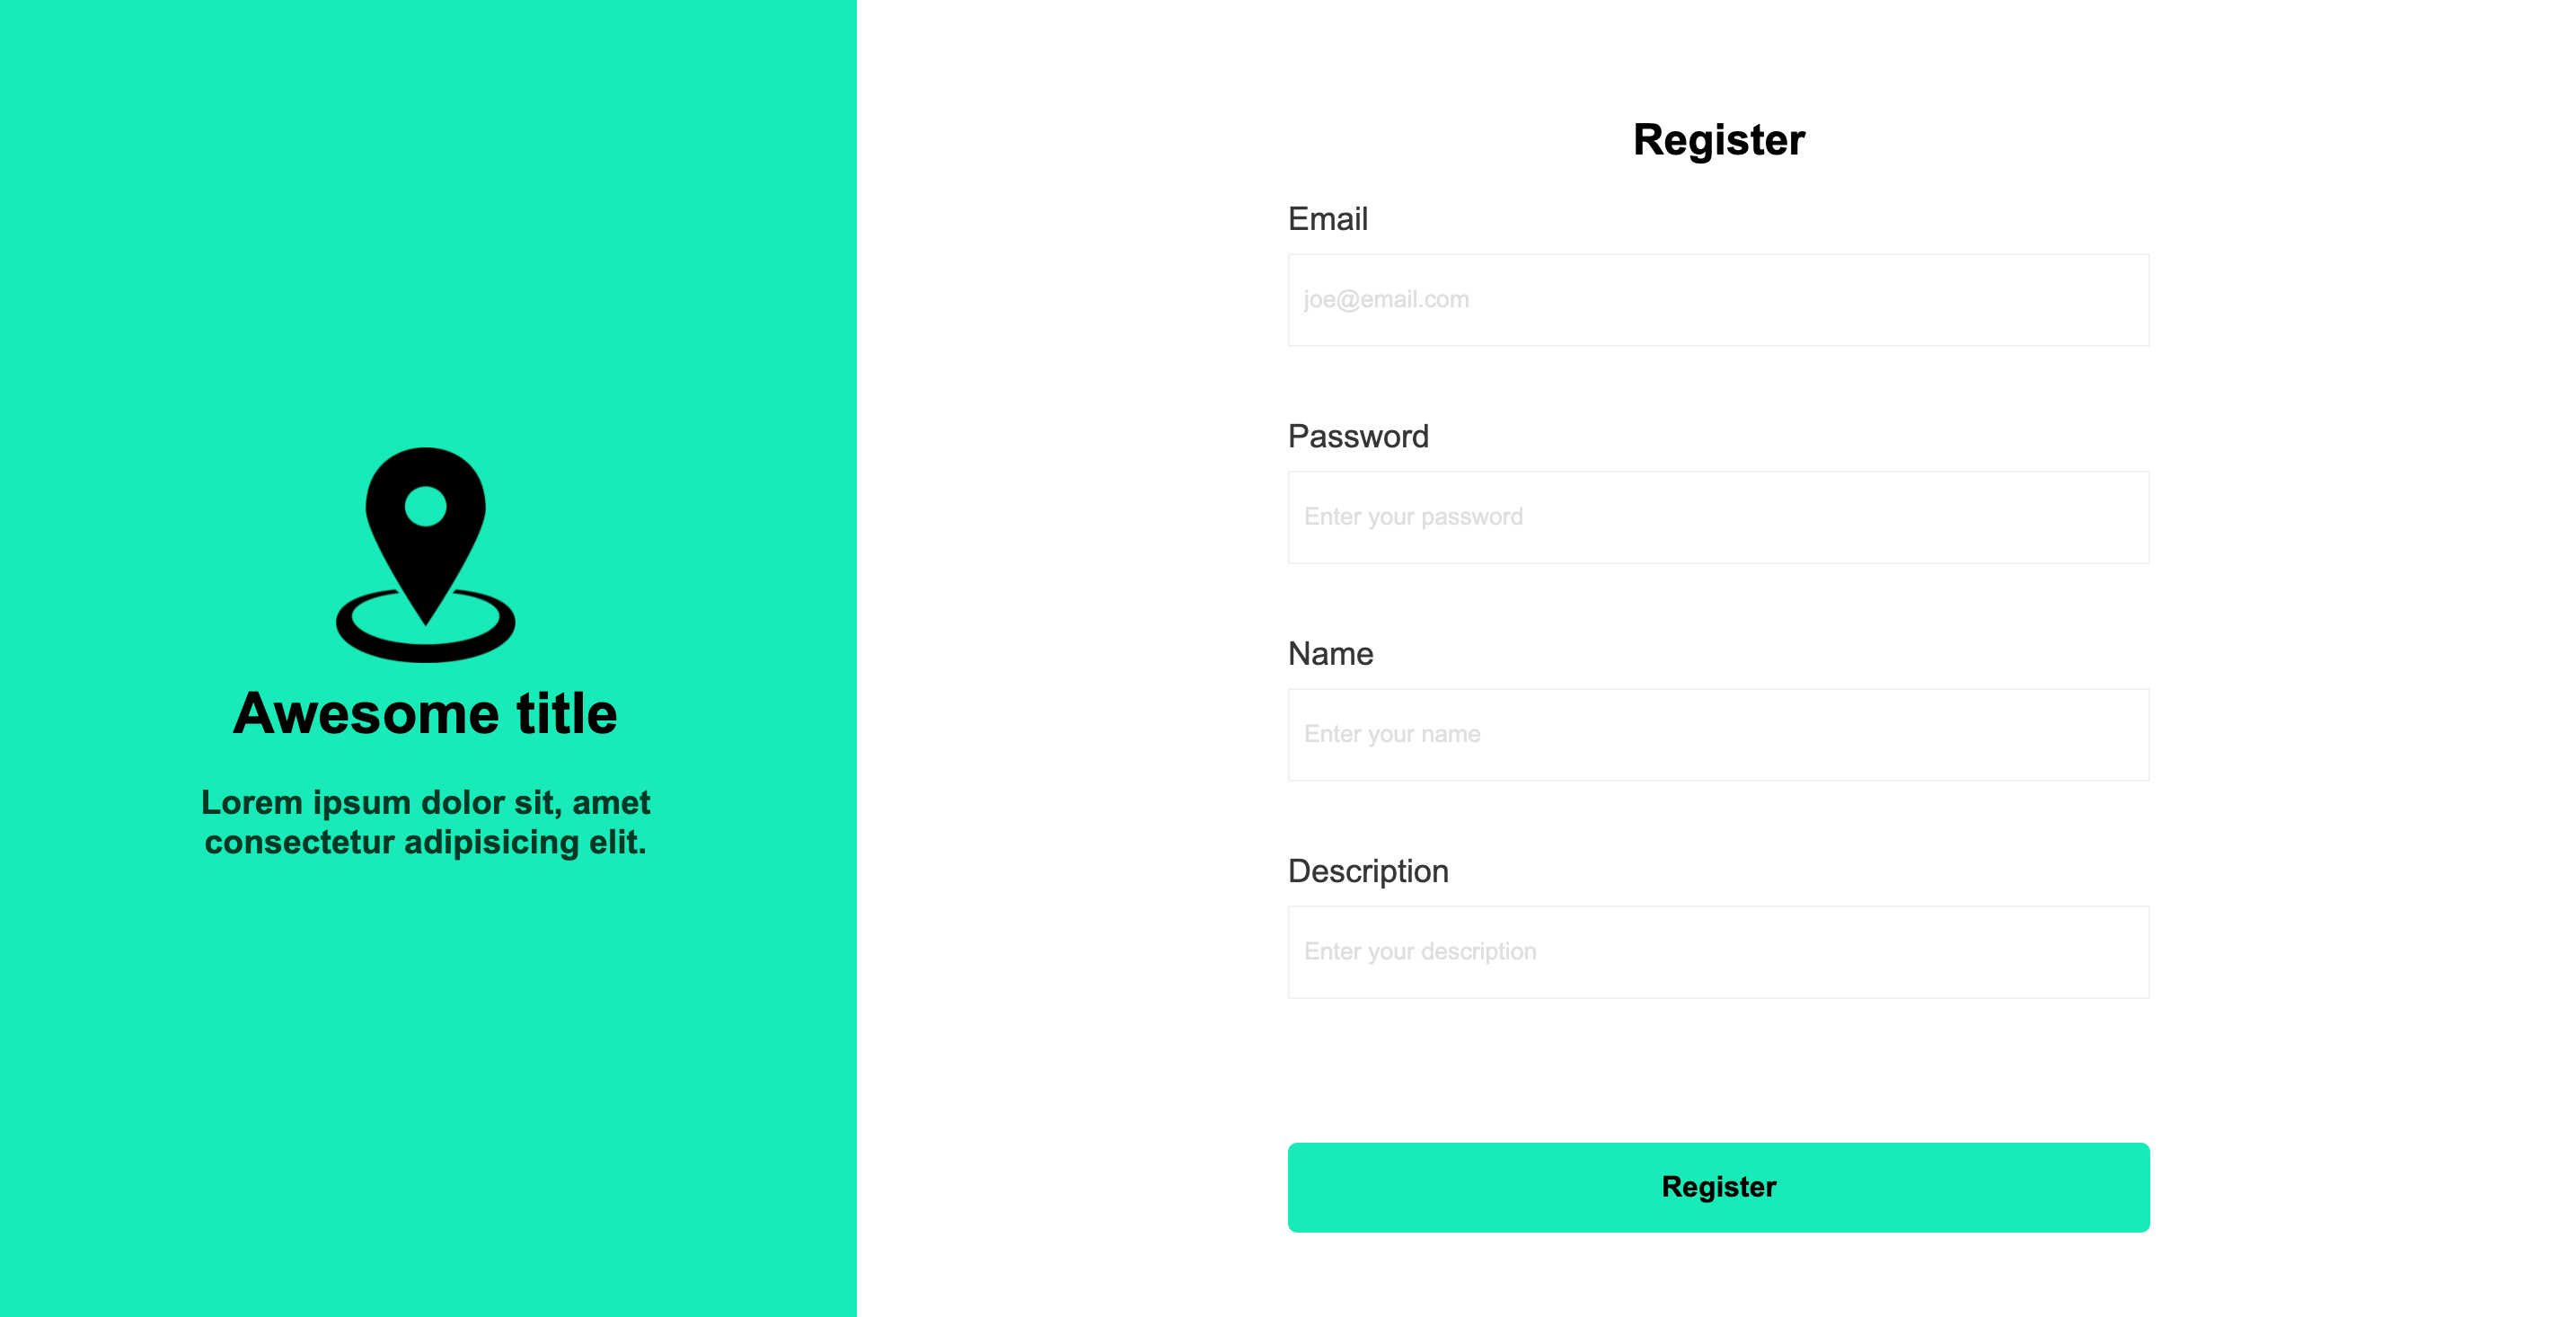 Awesome title
Lorem ipsum dolor sit, amet
consectetur adipisicing elit.
Register
Email
joe@email.com
Password
Enter your password
Name
Enter your name
Description
Enter your description
Register